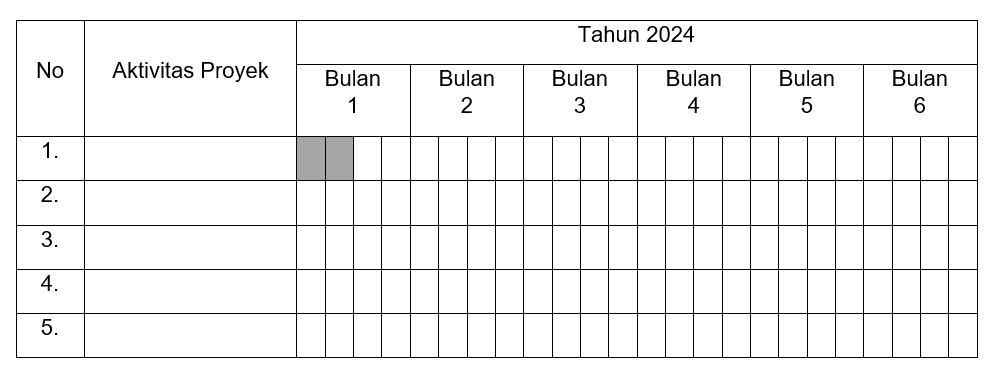 Tahun 2024
No
Aktivitas Proyek
Bulan
1
Bulan
2
Bulan
3
Bulan
4
Bulan
5
Bulan
6
1.
2.
3.
4.
5.